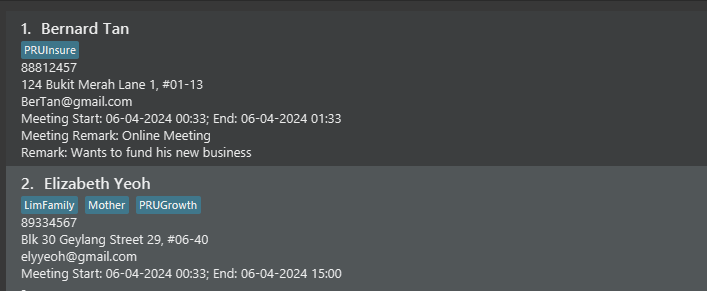 1. Bernard Tan
PRUInsure
88812457
124 Bukit Merah Lane 1, #01-13
BerTan@gmail.com
Meeting Start: 06-04-2024 00:33; End: 06-04-2024 01:33
Meeting Remark: Online Meeting
Remark: Wants to fund his new business
2. Elizabeth Yeoh
LimFamily Mother PRUGrowth
89334567
Blk 30 Geylang Street 29, #06-40
elyyeoh@gmail.com
Meeting Start: 06-04-2024 00:33; End: 06-04-2024 15:00